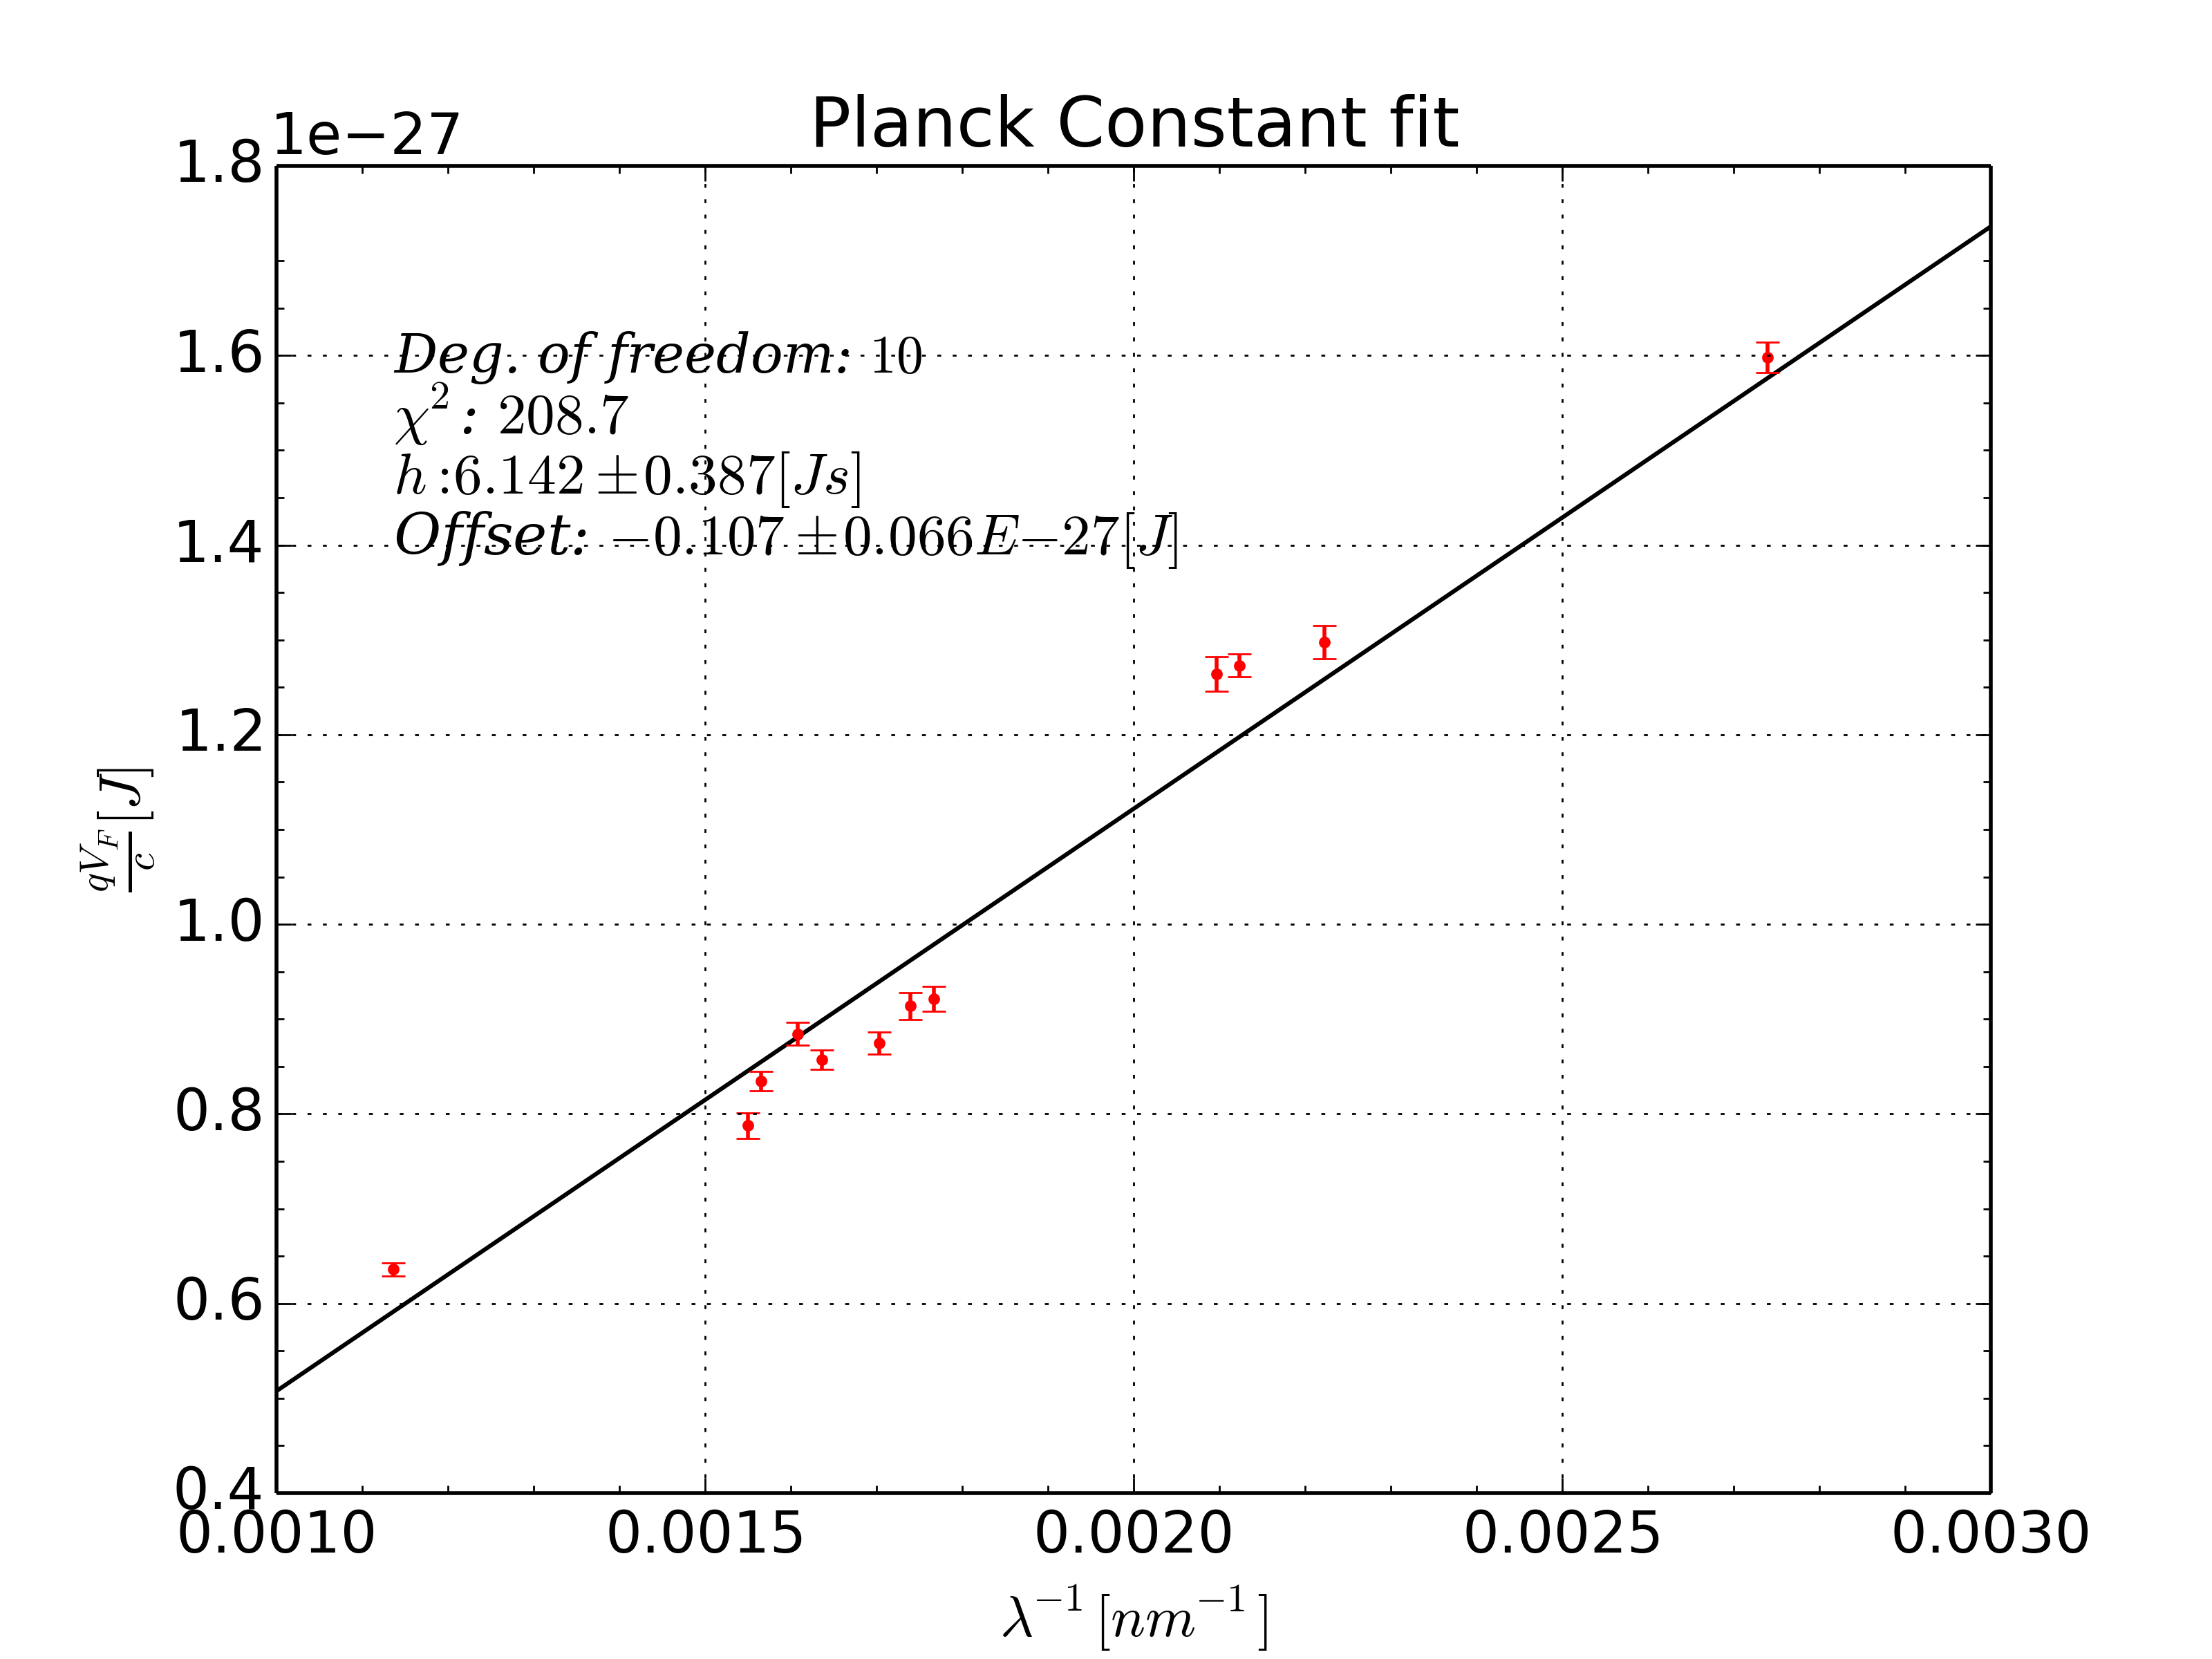 Planck Constant fit
1e−27
1.8
1.6
1.4
1.2
1.0
0.8
0.6
0.4
Deg. of freedom: 10
χ² : 208.7
h :6.142 ±0.387[Js]
Offset: −0.107 ±0.066E−27[J]
qV_F/c [J]
0.0010 0.0015 0.0020 0.0025 0.0030
λ⁻¹ [nm⁻¹]